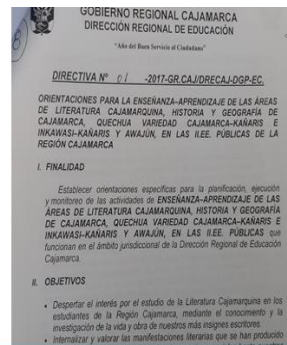 GOBIERNO REGIONAL CAJAMARCA
DIRECCIÓN REGIONAL DE EDUCACIÓN
"Año del Buen Servicio al Ciudadano"
8
DIRECTIVA Nº 01 -2017-GR.CAJ/DRECAJ-DGP-EC.
ORIENTACIONES PARA LA ENSEÑANZA–APRENDIZAJE DE LAS ÁREAS
DE LITERATURA CAJAMARQUINA, HISTORIA Y GEOGRAFÍA DE
CAJAMARCA, QUECHUA VARIEDAD CAJAMARCA–KAÑARIS E
INKAWASI–KAÑARIS Y AWAJÚN, EN LAS II.EE. PÚBLICAS DE LA
REGIÓN CAJAMARCA
I. FINALIDAD
Establecer orientaciones específicas para la planificación, ejecución
y monitoreo de las actividades de ENSEÑANZA–APRENDIZAJE DE LAS
ÁREAS DE LITERATURA CAJAMARQUINA, HISTORIA Y GEOGRAFÍA
DE CAJAMARCA, QUECHUA VARIEDAD CAJAMARCA–KAÑARIS E
INKAWASI–KAÑARIS Y AWAJÚN, EN LAS II.EE. PÚBLICAS que
funcionan en el ámbito jurisdiccional de la Dirección Regional de Educación
Cajamarca.
II. OBJETIVOS
• Despertar el interés por el estudio de la Literatura Cajamarquina en los
estudiantes de la Región Cajamarca, mediante el conocimiento y la
investigación de vida y obra de nuestros más insignes escritores.
• Internalizar y valorar las manifestaciones literarias que se han producido